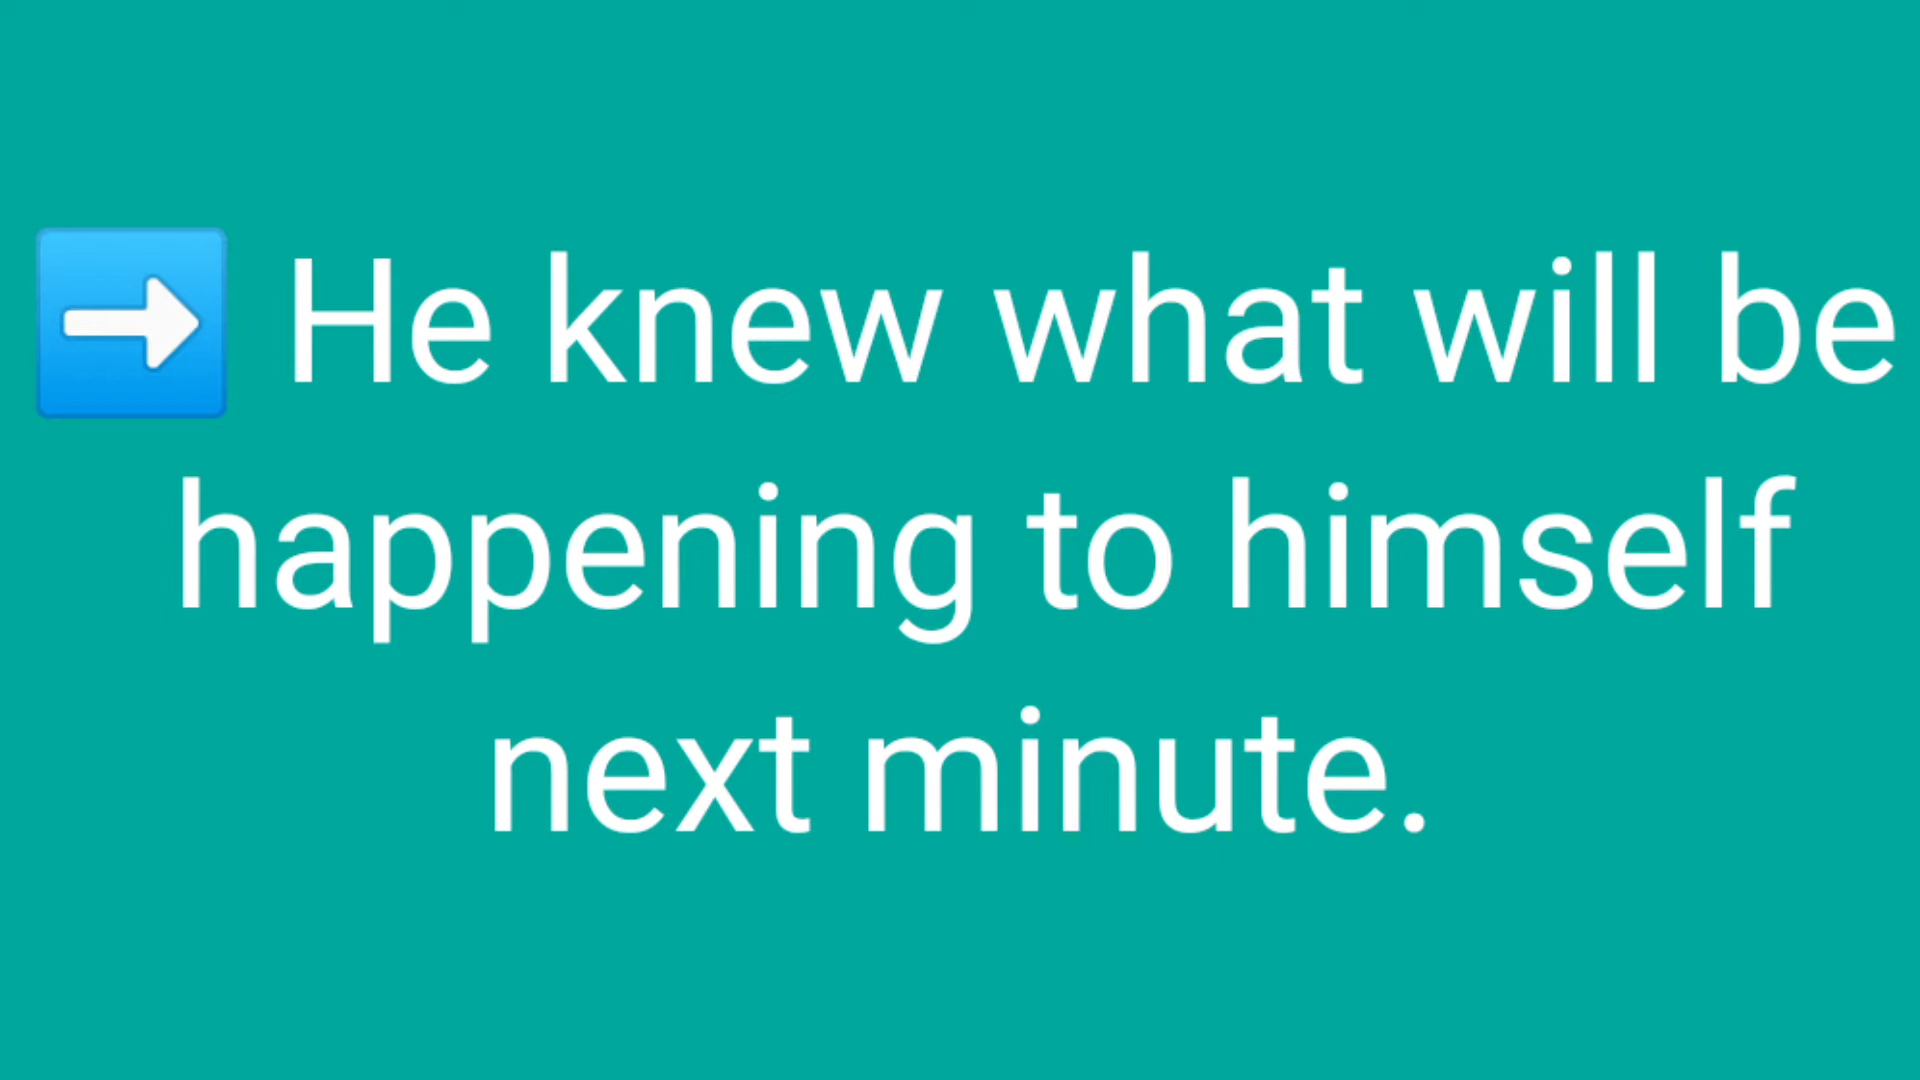 ➡️ He knew what will be
happening to himself
next minute.